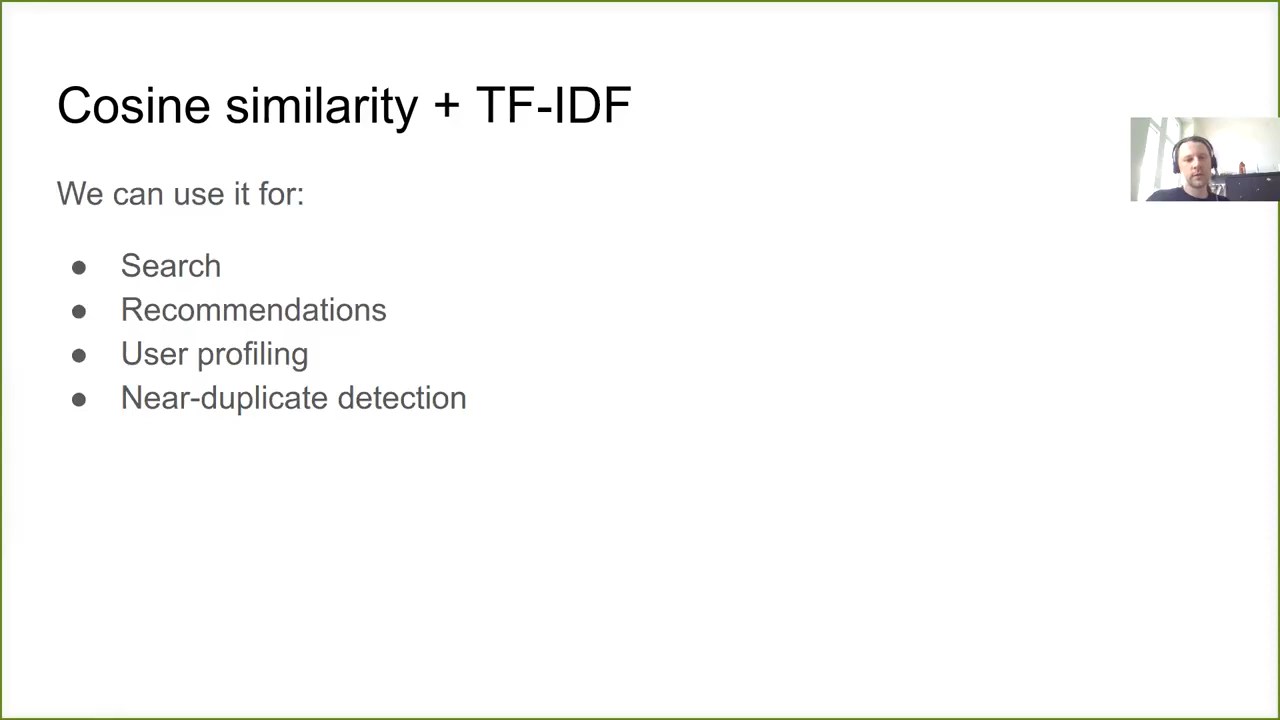 Cosine similarity + TF-IDF
We can use it for:
● Search
● Recommendations
● User profiling
● Near-duplicate detection